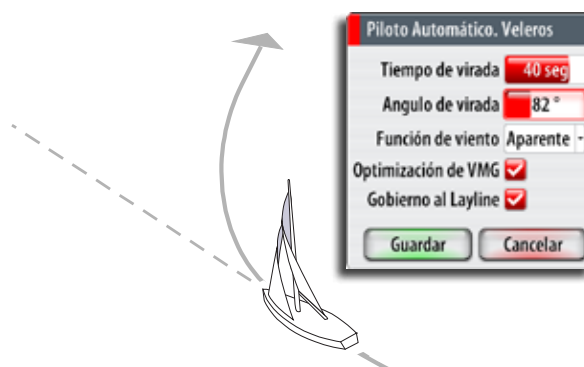 Piloto Automático. Veleros
Tiempo de virada 40 seg
Angulo de virada 82 °
Función de viento Aparente
Optimización de VMG
Gobierno al Layline
Guardar Cancelar